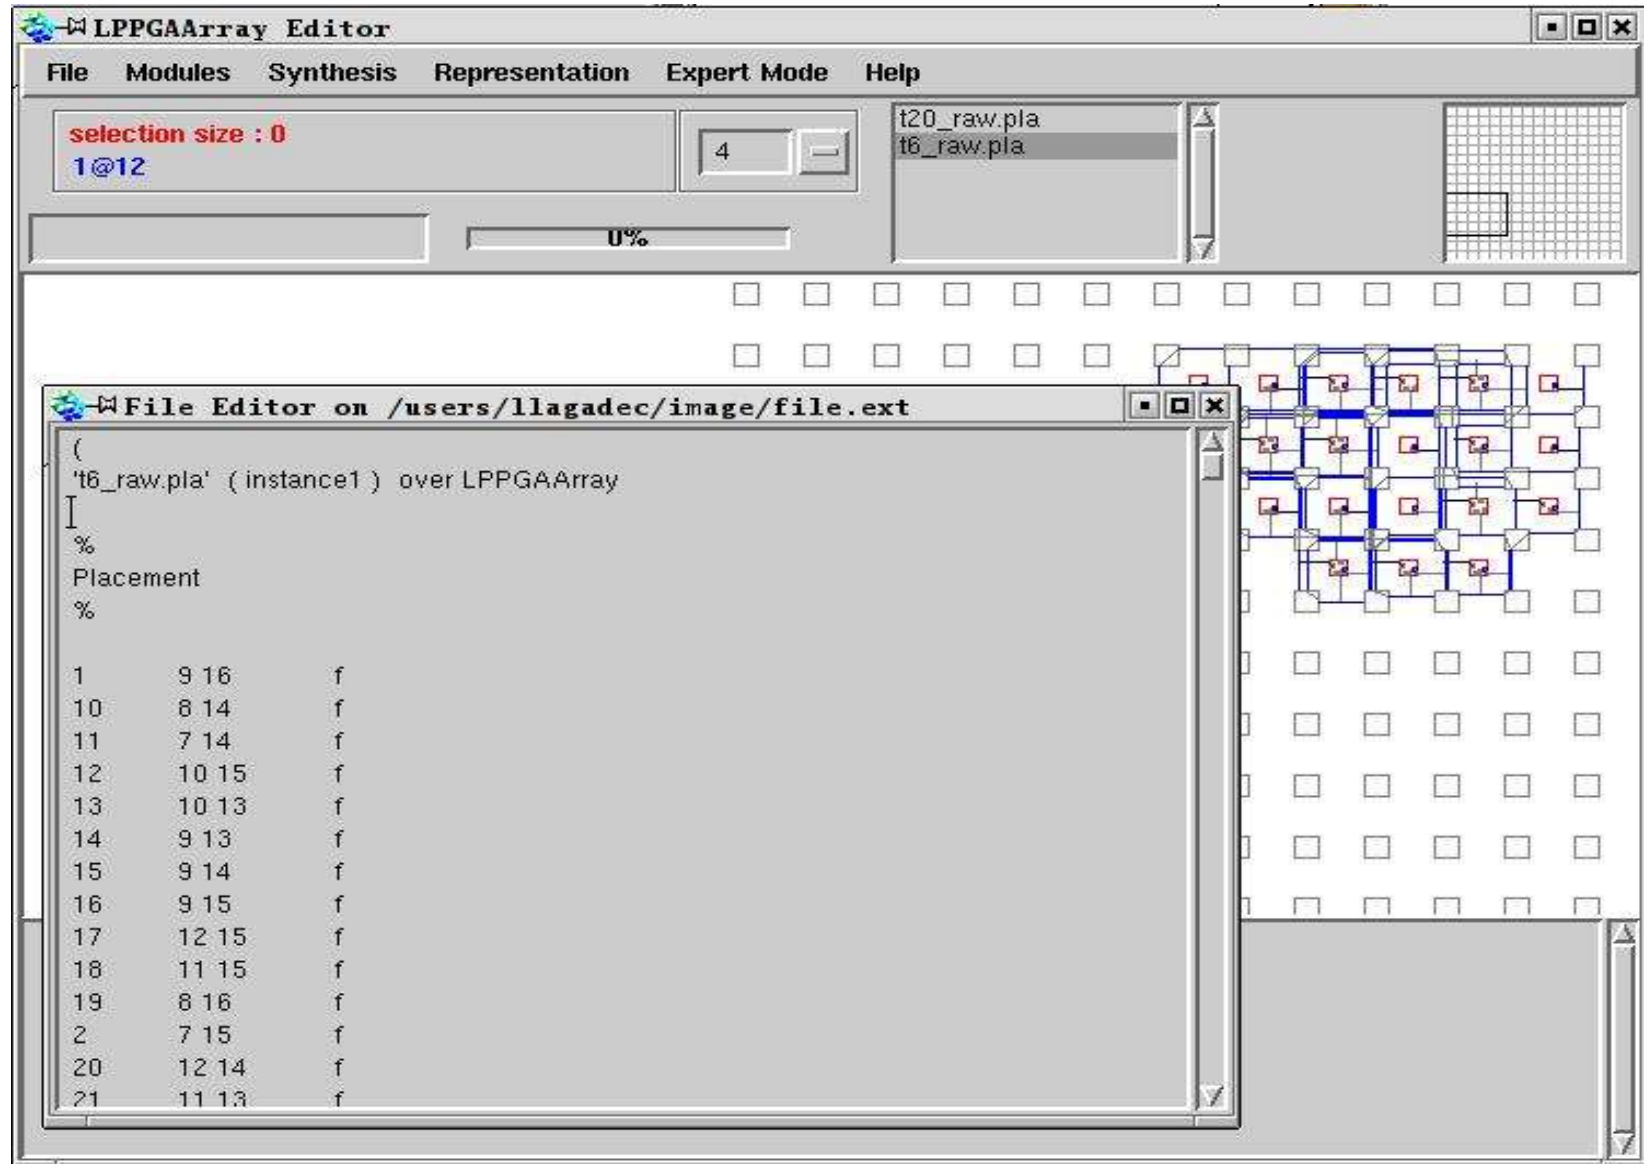 LPPGAArray Editor
File Modules Synthesis Representation Expert Mode Help
selection size : 0
1@12
4
t20_raw.pla
t6_raw.pla
0%
File Editor on /users/llagadec/image/file.ext
(
't6_raw.pla' ( instance1 ) over LPPGAArray
%
Placement
%
1 9 16 f
10 8 14 f
11 7 14 f
12 10 15 f
13 10 13 f
14 9 13 f
15 9 14 f
16 9 15 f
17 12 15 f
18 11 15 f
19 8 16 f
2 7 15 f
20 12 14 f
21 11 13 f